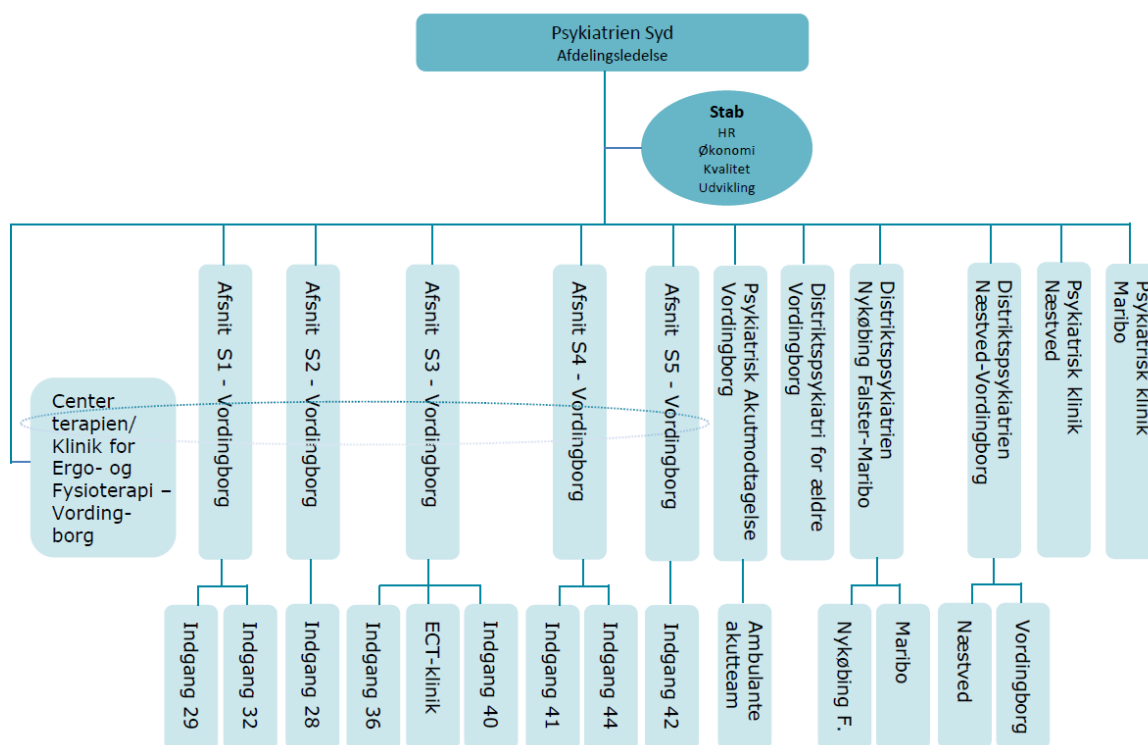 Psykiatrien Syd
Afdelingsledelse
Stab
HR
Økonomi
Kvalitet
Udvikling
Center
terapien/
Klinik for
Ergo- og
Fysioterapi –
Vording-
borg
Afsnit S1 - Vordingborg
Afsnit S2 - Vordingborg
Afsnit S3 - Vordingborg
Afsnit S4 - Vordingborg
Afsnit S5 - Vordingborg
Psykiatrisk Akutmodtagelse
Vordingborg
Distriktspsykiatri for ældre
Vordingborg
Distriktspsykiatrien
Nykøbing Falster-Maribo
Distriktspsykiatrien
Næstved-Vordingborg
Psykiatrisk klinik
Næstved
Psykiatrisk klinik
Maribo
Indgang 29
Indgang 32
Indgang 28
Indgang 36
ECT-klinik
Indgang 40
Indgang 41
Indgang 44
Indgang 42
Ambulante
akutteam
Nykøbing F.
Maribo
Næstved
Vordingborg